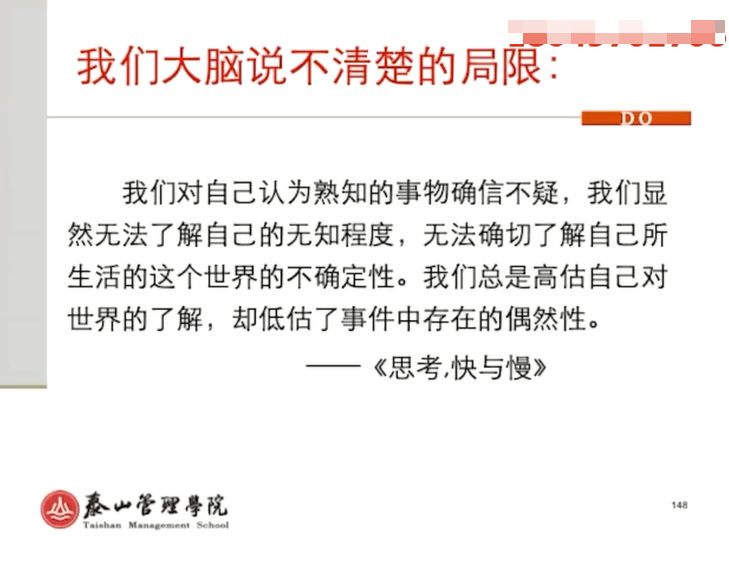 我们大脑说不清楚的局限：
DO
我们对自己认为熟知的事物确信不疑，我们显
然无法了解自己的无知程度，无法确切了解自己所
生活的这个世界的不确定性。我们总是高估自己对
世界的了解，却低估了事件中存在的偶然性。
——《思考,快与慢》
泰山管理學院
Taishan Management School
148